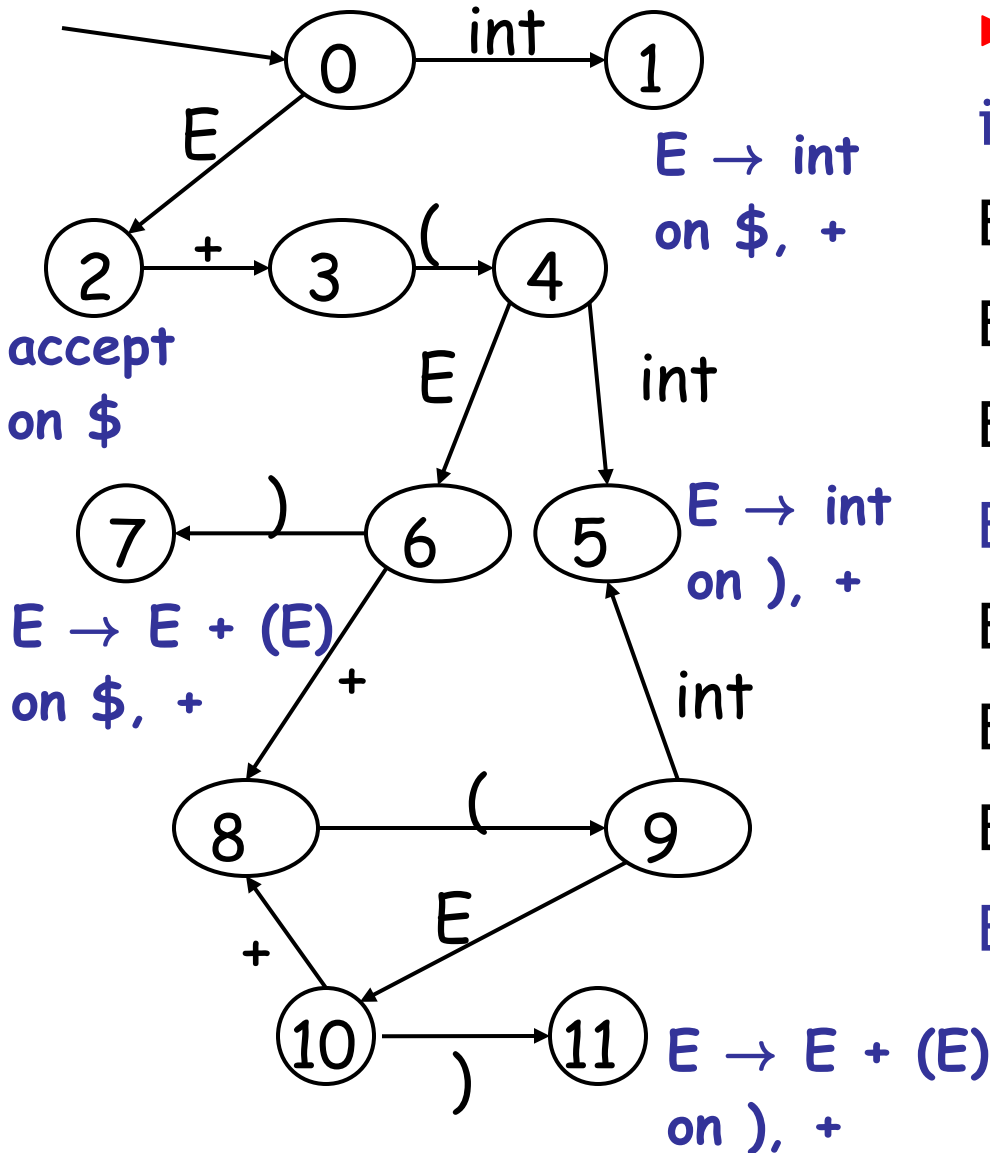 int
0
1
E
E → int
on $, +
+
(
2
3
4
accept
on $
E
int
)
7
6
5
E → int
on ), +
E → E + (E)
on $, +
+
int
(
8
9
E
+
10
11
)
E → E + (E)
on ), +